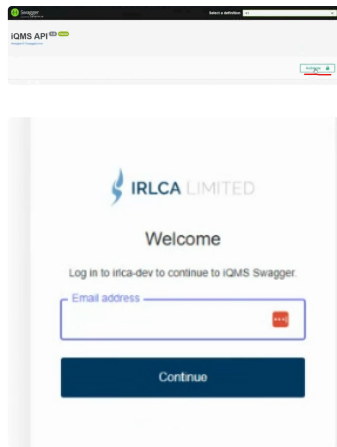 Swagger
Select a definition
iQMS API
IRLCA LIMITED
Welcome
Log in to irlca-dev to continue to iQMS Swagger.
Email address
Continue